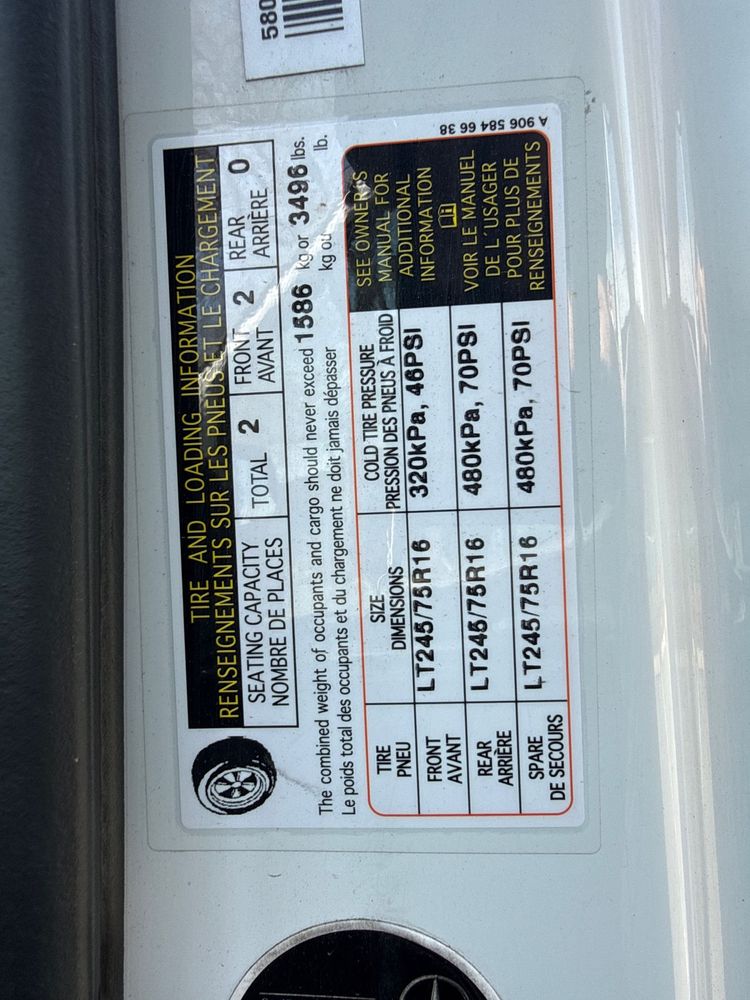 580
A 906 584 66 38
TIRE AND LOADING INFORMATION
RENSEIGNEMENTS SUR LES PNEUS ET LE CHARGEMENT
SEATING CAPACITY
NOMBRE DE PLACES
TOTAL 2
FRONT
AVANT 2
REAR
ARRIÈRE 0
The combined weight of occupants and cargo should never exceed 1586 kg or 3496 lbs.
Le poids total des occupants et du chargement ne doit jamais dépasser kg ou lb.
TIRE
PNEU
SIZE
DIMENSIONS
COLD TIRE PRESSURE
PRESSION DES PNEUS À FROID
FRONT
AVANT
LT245/75R16
320kPa, 46PSI
REAR
ARRIÈRE
LT245/75R16
480kPa, 70PSI
SPARE
DE SECOURS
LT245/75R16
480kPa, 70PSI
SEE OWNER'S
MANUAL FOR
ADDITIONAL
INFORMATION
VOIR LE MANUEL
DE L'USAGER
POUR PLUS DE
RENSEIGNEMENTS